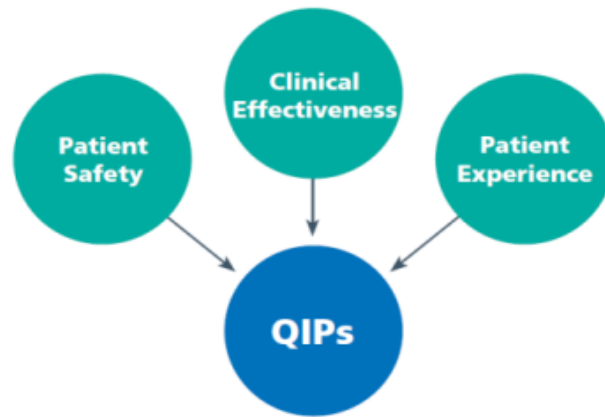 Clinical
Effectiveness
Patient
Safety
Patient
Experience
QIPs